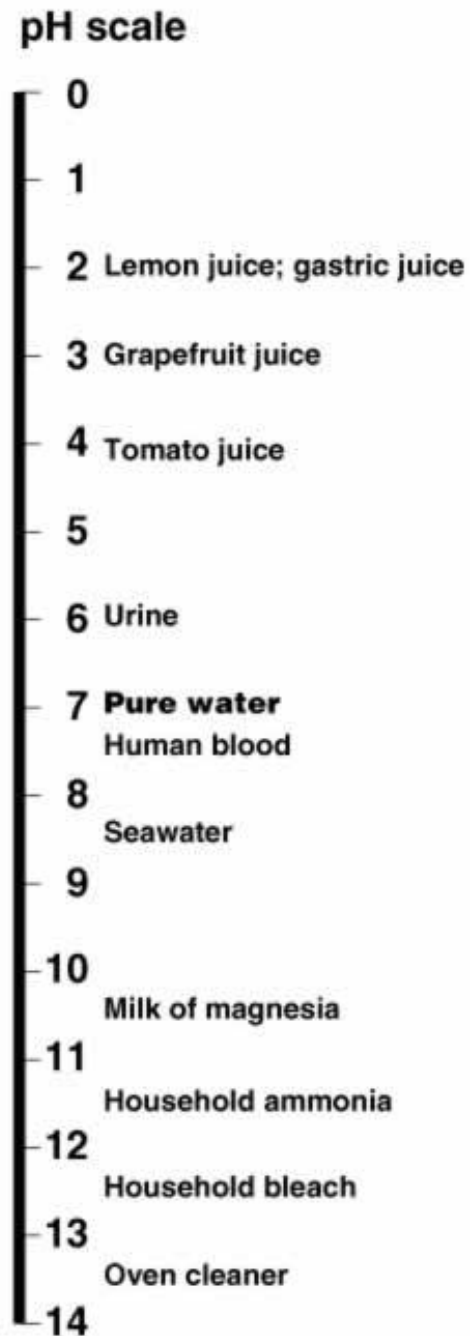 pH scale
0
1
2 Lemon juice; gastric juice
3 Grapefruit juice
4 Tomato juice
5
6 Urine
7 Pure water
Human blood
8
Seawater
9
10
Milk of magnesia
11
Household ammonia
12
Household bleach
13
Oven cleaner
14